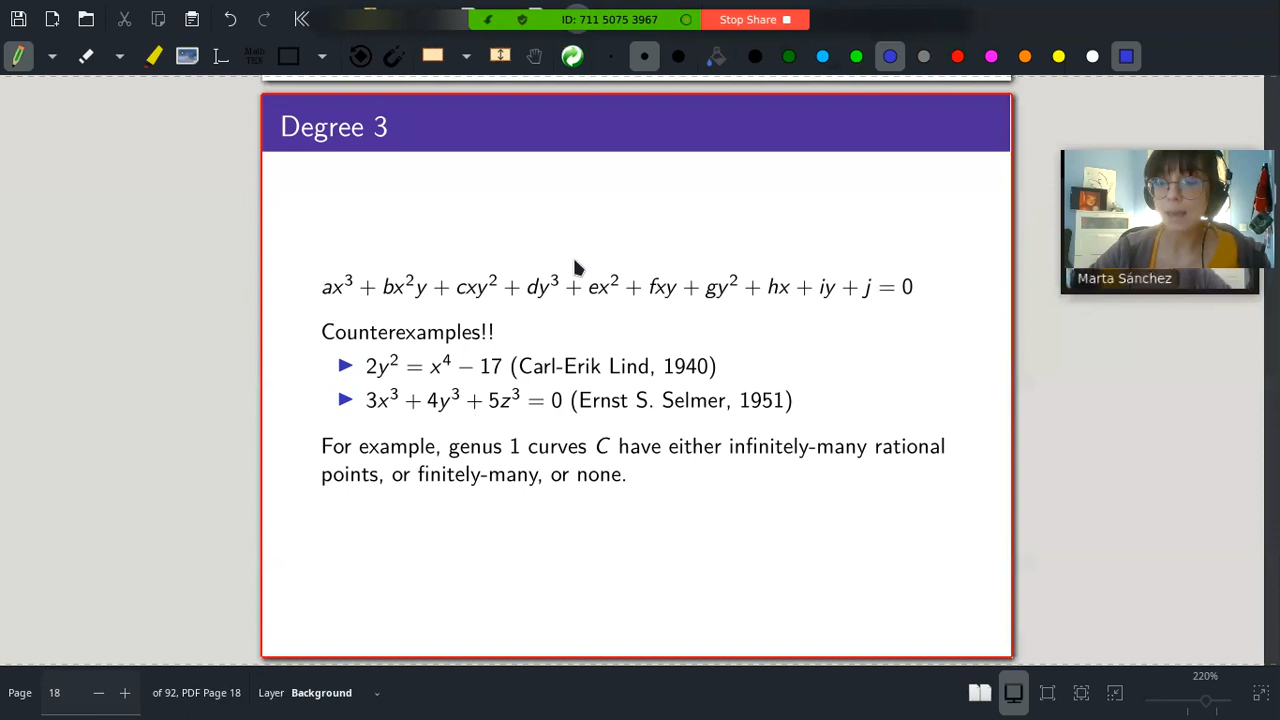 ID: 711 5075 3967
Stop Share
Math
TEX
Degree 3
ax³ + bx²y + cxy² + dy³ + ex² + fxy + gy² + hx + iy + j = 0
Counterexamples!!
▶ 2y² = x⁴ − 17 (Carl-Erik Lind, 1940)
▶ 3x³ + 4y³ + 5z³ = 0 (Ernst S. Selmer, 1951)
For example, genus 1 curves C have either infinitely-many rational
points, or finitely-many, or none.
Marta Sánchez
Page 18 of 92, PDF Page 18 Layer Background 220%